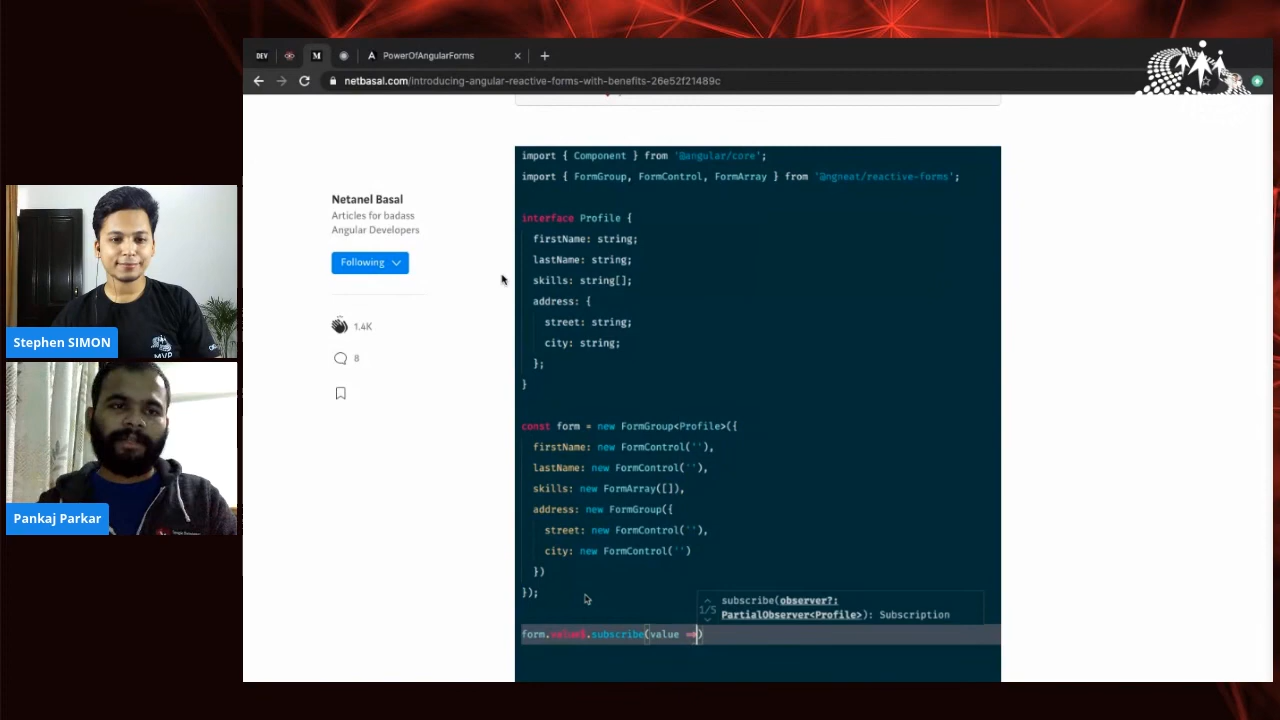 DEV
M
A PowerOfAngularForms
netbasal.com/introducing-angular-reactive-forms-with-benefits-26e52f21489c
Netanel Basal
Articles for badass
Angular Developers
Following
1.4K
8
import { Component } from '@angular/core';
import { FormGroup, FormControl, FormArray } from '@ngneat/reactive-forms';
interface Profile {
firstName: string;
lastName: string;
skills: string[];
address: {
street: string;
city: string;
};
}
const form = new FormGroup<Profile>({
firstName: new FormControl(''),
lastName: new FormControl(''),
skills: new FormArray([]),
address: new FormGroup({
street: new FormControl(''),
city: new FormControl('')
})
});
1/5
subscribe(observer?:
PartialObserver<Profile>): Subscription
form.value$.subscribe(value =>)
MVP
Stephen SIMON
Pankaj Parkar